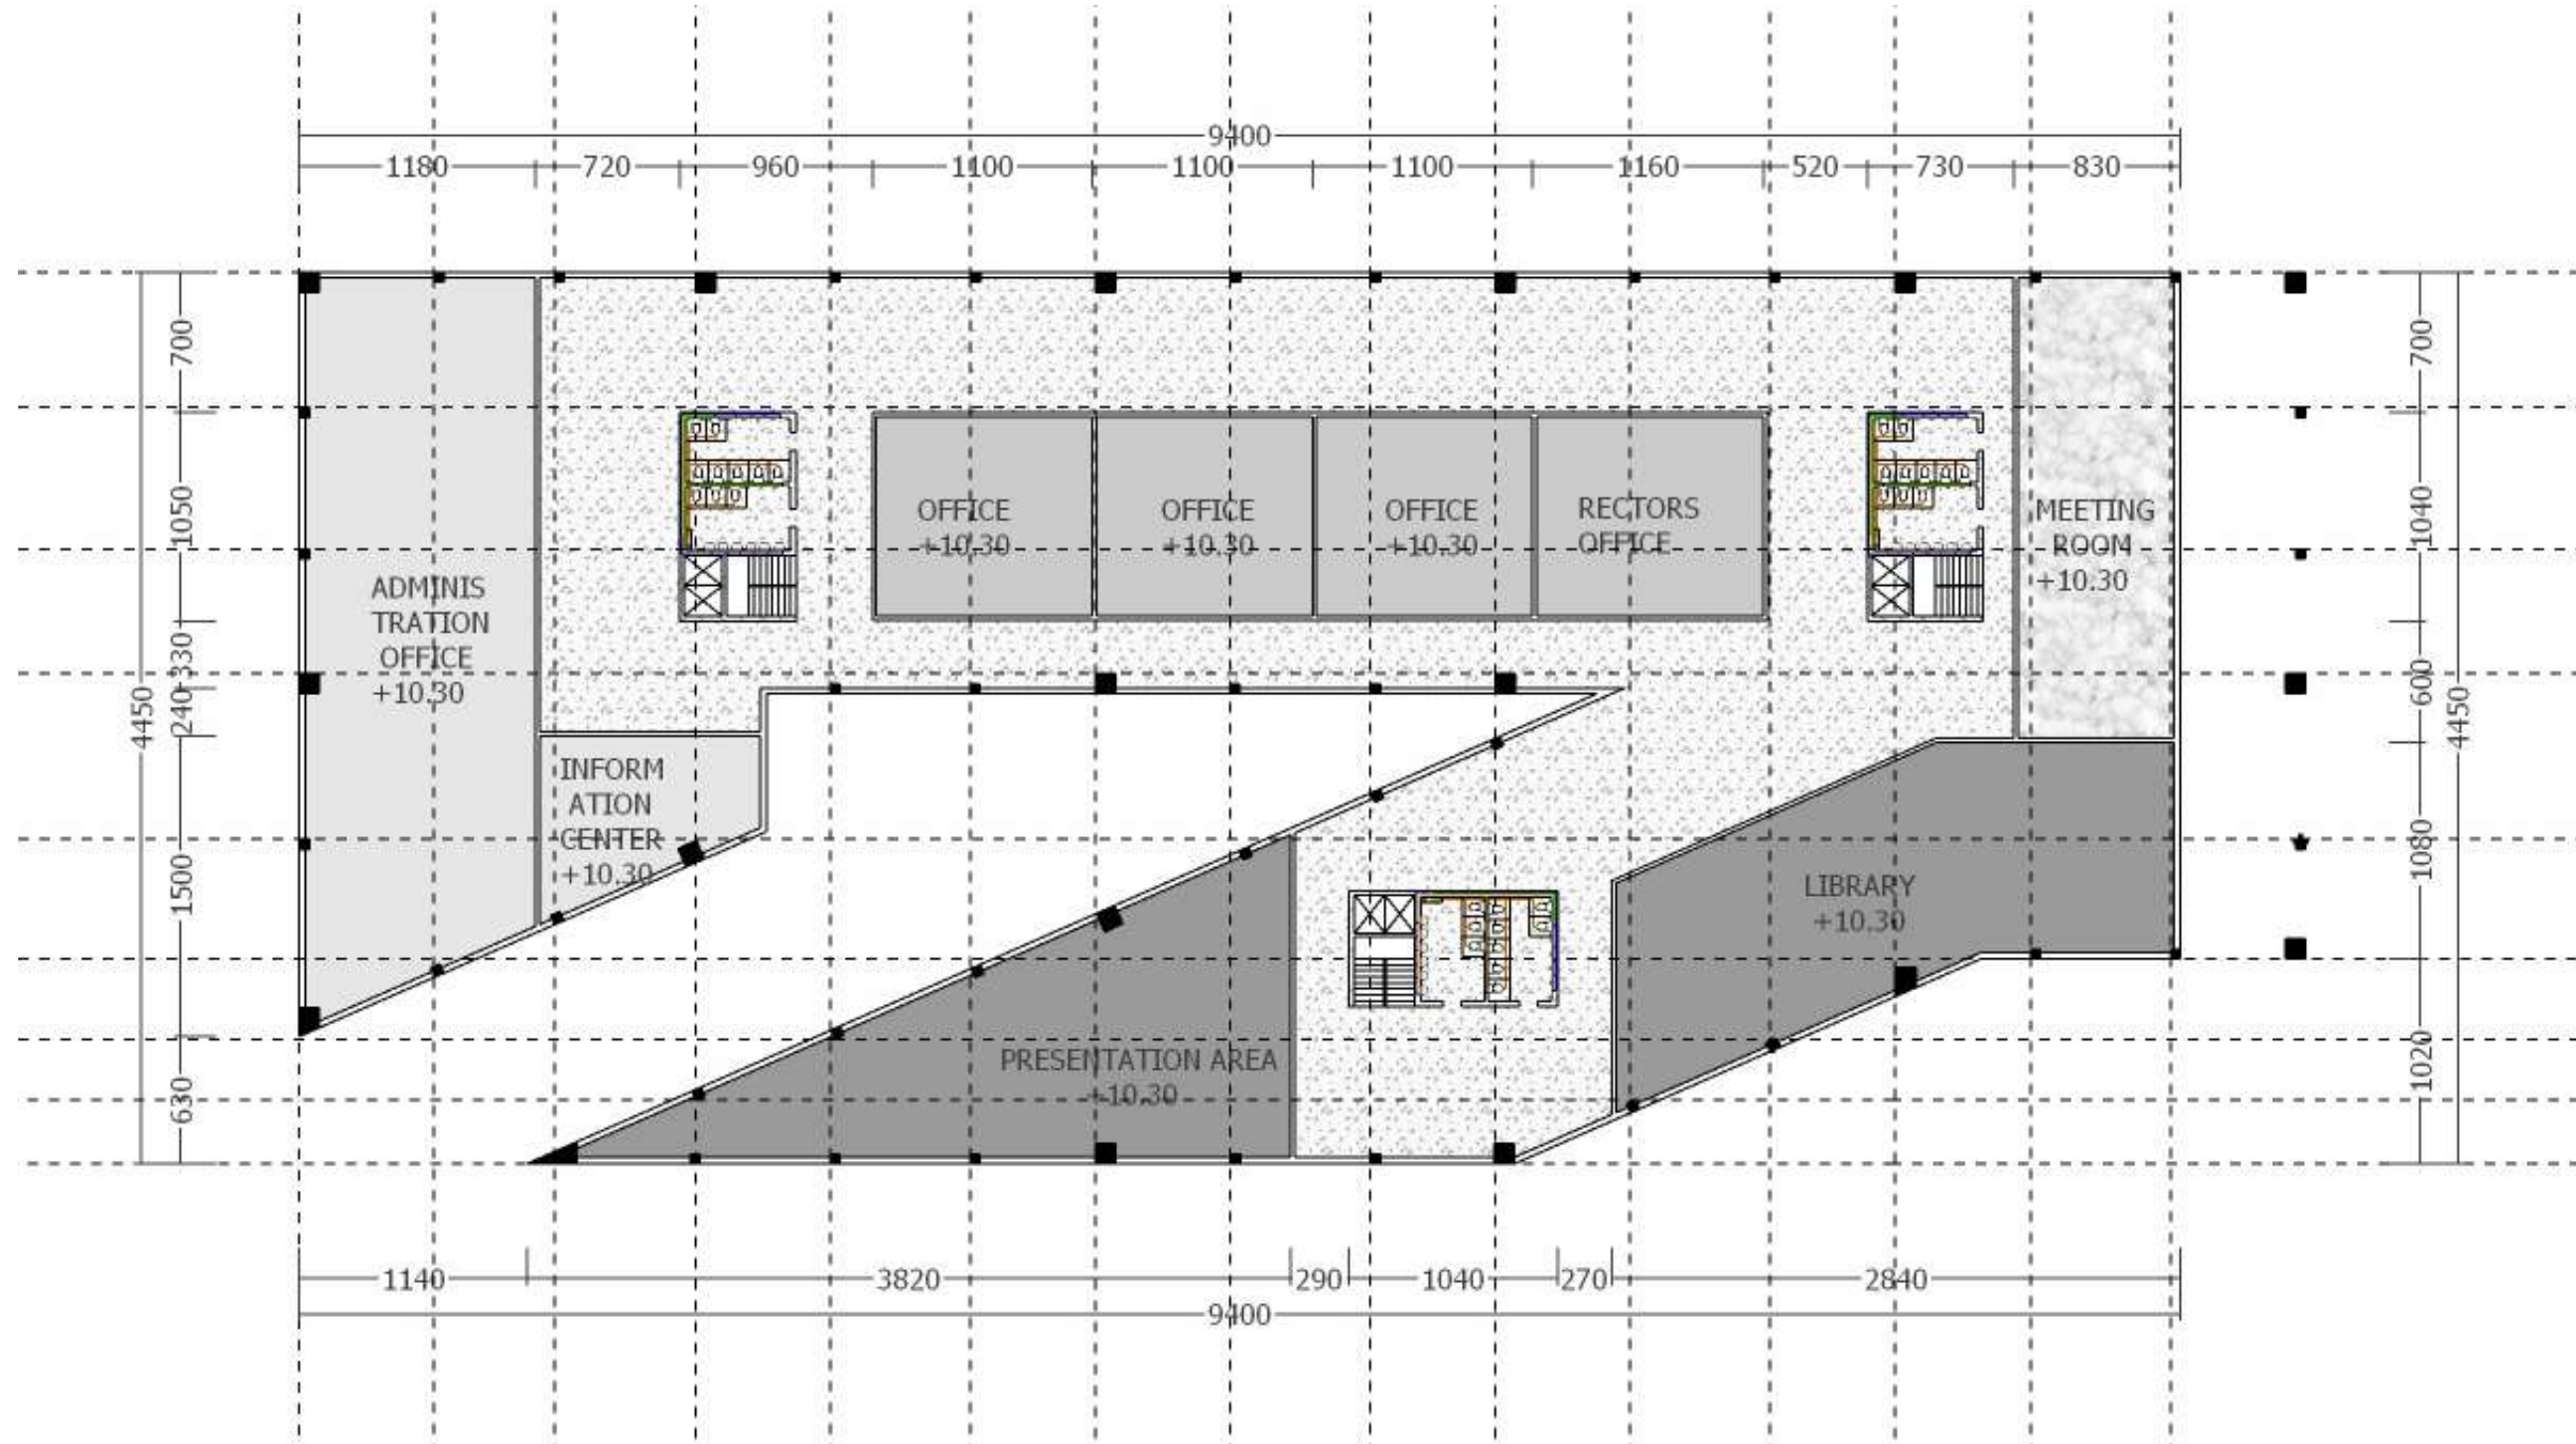 9400
1180
720
960
1100
1100
1100
1160
520
730
830
700
1050
330
240
1500
630
4450
ADMINIS
TRATION
OFFICE
+10.30
INFORM
ATION
CENTER
+10.30
OFFICE
+10.30
OFFICE
+10.30
OFFICE
+10.30
RECTORS
OFFICE
MEETING
ROOM
+10.30
LIBRARY
+10.30
PRESENTATION AREA
+10.30
700
1040
600
1080
1020
4450
1140
3820
290
1040
270
2840
9400